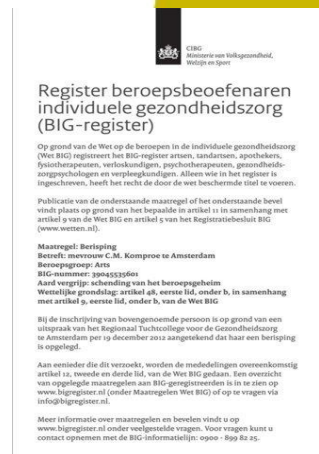 CIBG
Ministerie van Volksgezondheid,
Welzijn en Sport
Register beroepsbeoefenaren
individuele gezondheidszorg
(BIG-register)
Op grond van de Wet op de beroepen in de individuele gezondheidszorg
(Wet BIG) registreert het BIG-register artsen, tandartsen, apothekers,
fysiotherapeuten, verloskundigen, psychotherapeuten, gezondheids-
zorgpsychologen en verpleegkundigen. Alleen wie in het register is
ingeschreven, heeft het recht de door de wet beschermde titel te voeren.
Publicatie van de onderstaande maatregel of het onderstaande bevel
vindt plaats op grond van het bepaalde in artikel 11 in samenhang met
artikel 9 van de Wet BIG en artikel 5 van het Registratiebesluit BIG
(www.wetten.nl).
Maatregel: Berisping
Betreft: mevrouw C.M. Komproe te Amsterdam
Beroepsgroep: Arts
BIG-nummer: 39045535601
Aard vergrijp: schending van het beroepsgeheim
Wettelijke grondslag: artikel 48, eerste lid, onder b, in samenhang
met artikel 9, eerste lid, onder b, van de Wet BIG
Bij de inschrijving van bovengenoemde persoon is op grond van een
uitspraak van het Regionaal Tuchtcollege voor de Gezondheidszorg
te Amsterdam per 19 december 2012 aangetekend dat haar een berisping
is opgelegd.
Aan eenieder die dit verzoekt, worden de mededelingen overeenkomstig
artikel 12, tweede en derde lid, van de Wet BIG gedaan. Een overzicht
van opgelegde maatregelen aan BIG-geregistreerden is in te zien op
www.bigregister.nl (onder Maatregelen Wet BIG) of op te vragen via
info@bigregister.nl.
Meer informatie over maatregelen en bevelen vindt u op
www.bigregister.nl onder veelgestelde vragen. Voor vragen kunt u
contact opnemen met de BIG-informatielijn: 0900 - 899 82 25.